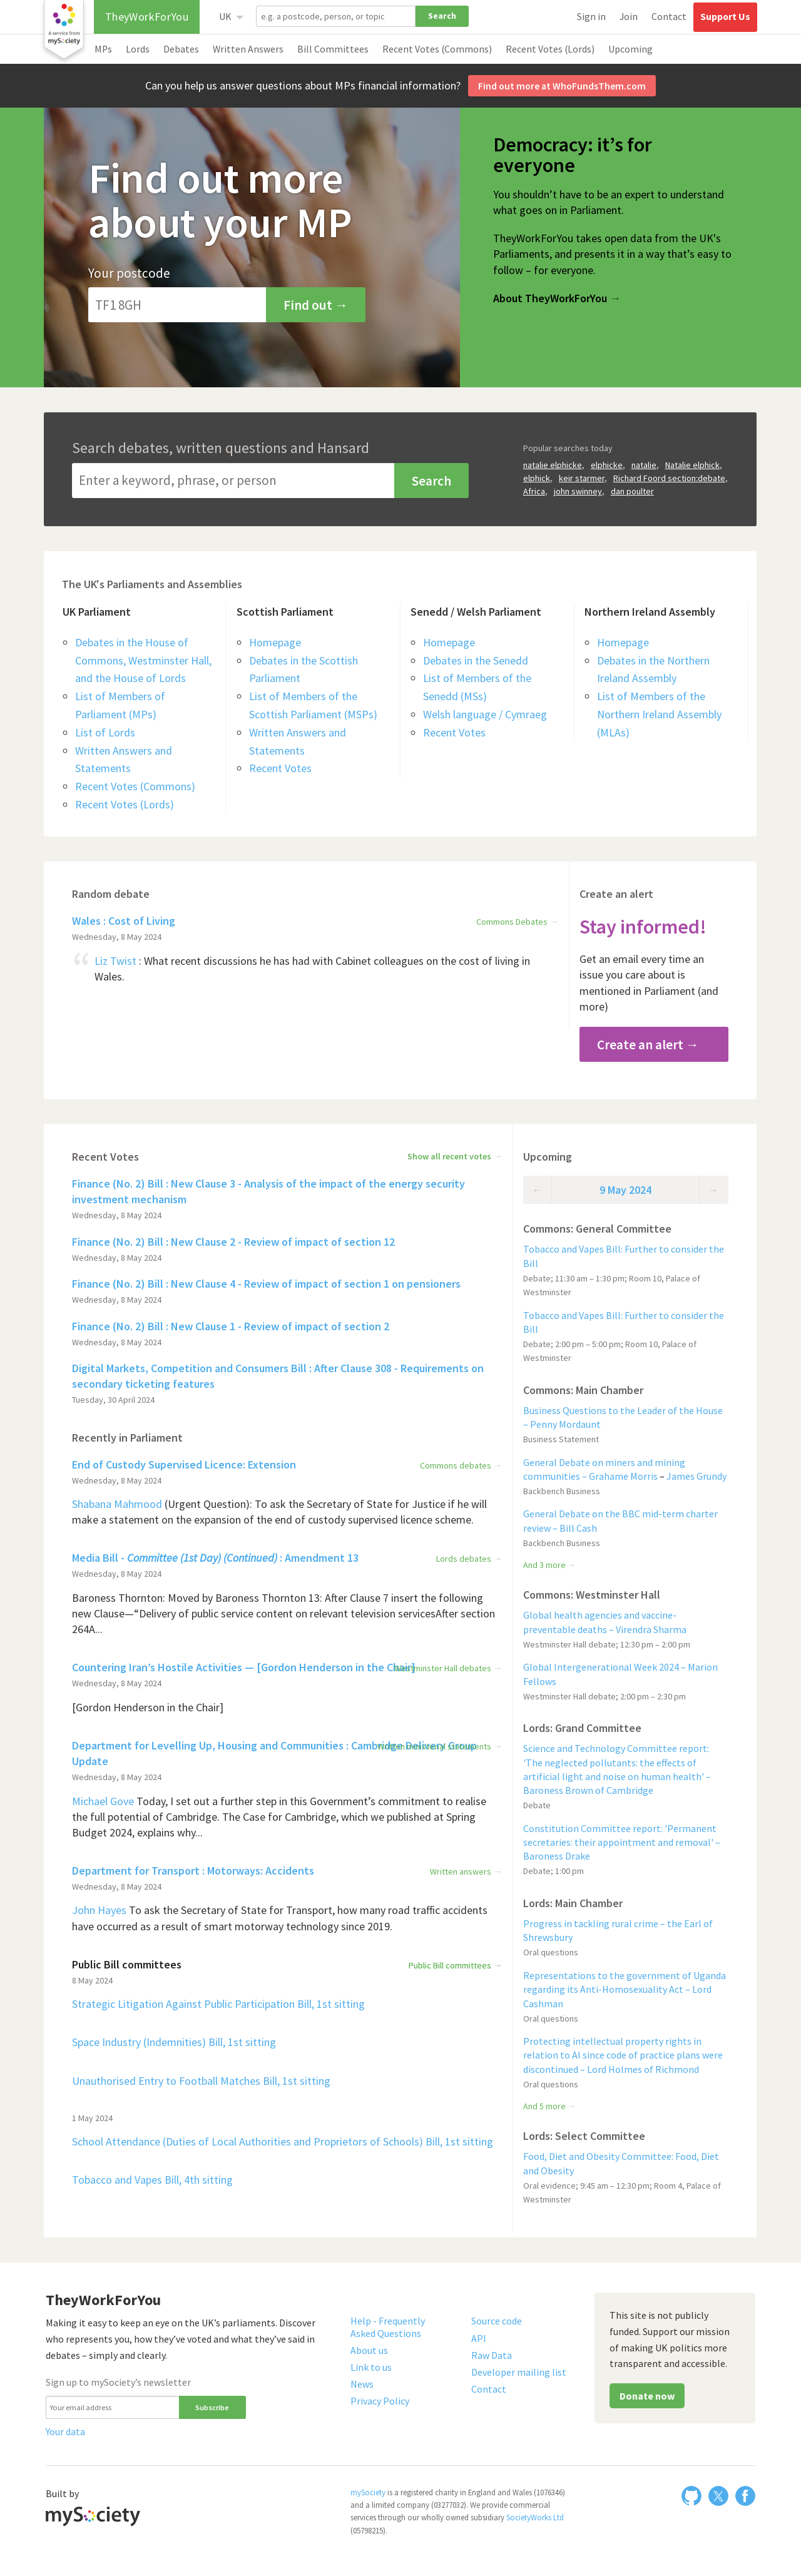 A service from
mySociety
TheyWorkForYou
UK
e.g. a postcode, person, or topic
Search
Sign in
Join
Contact
Support Us
MPs
Lords
Debates
Written Answers
Bill Committees
Recent Votes (Commons)
Recent Votes (Lords)
Upcoming
Can you help us answer questions about MPs financial information?
Find out more at WhoFundsThem.com
Find out more
about your MP
Your postcode
TF1 8GH
Find out →
Democracy: it’s for
everyone
You shouldn’t have to be an expert to understand
what goes on in Parliament.
TheyWorkForYou takes open data from the UK's
Parliaments, and presents it in a way that’s easy to
follow – for everyone.
About TheyWorkForYou →
Search debates, written questions and Hansard
Enter a keyword, phrase, or person
Search
Popular searches today
natalie elphicke, elphicke, natalie, Natalie elphick,
elphick, keir starmer, Richard Foord section:debate,
Africa, john swinney, dan poulter
The UK's Parliaments and Assemblies
UK Parliament
Debates in the House of
Commons, Westminster Hall,
and the House of Lords
List of Members of
Parliament (MPs)
List of Lords
Written Answers and
Statements
Recent Votes (Commons)
Recent Votes (Lords)
Scottish Parliament
Homepage
Debates in the Scottish
Parliament
List of Members of the
Scottish Parliament (MSPs)
Written Answers and
Statements
Recent Votes
Senedd / Welsh Parliament
Homepage
Debates in the Senedd
List of Members of the
Senedd (MSs)
Welsh language / Cymraeg
Recent Votes
Northern Ireland Assembly
Homepage
Debates in the Northern
Ireland Assembly
List of Members of the
Northern Ireland Assembly
(MLAs)
Random debate
Wales : Cost of Living
Commons Debates →
Wednesday, 8 May 2024
“ Liz Twist : What recent discussions he has had with Cabinet colleagues on the cost of living in
Wales.
Create an alert
Stay informed!
Get an email every time an
issue you care about is
mentioned in Parliament (and
more)
Create an alert →
Recent Votes
Show all recent votes →
Finance (No. 2) Bill : New Clause 3 - Analysis of the impact of the energy security
investment mechanism
Wednesday, 8 May 2024
Finance (No. 2) Bill : New Clause 2 - Review of impact of section 12
Wednesday, 8 May 2024
Finance (No. 2) Bill : New Clause 4 - Review of impact of section 1 on pensioners
Wednesday, 8 May 2024
Finance (No. 2) Bill : New Clause 1 - Review of impact of section 2
Wednesday, 8 May 2024
Digital Markets, Competition and Consumers Bill : After Clause 308 - Requirements on
secondary ticketing features
Tuesday, 30 April 2024
Recently in Parliament
End of Custody Supervised Licence: Extension
Commons debates →
Wednesday, 8 May 2024
Shabana Mahmood (Urgent Question): To ask the Secretary of State for Justice if he will
make a statement on the expansion of the end of custody supervised licence scheme.
Media Bill - Committee (1st Day) (Continued) : Amendment 13
Lords debates →
Wednesday, 8 May 2024
Baroness Thornton: Moved by Baroness Thornton 13: After Clause 7 insert the following
new Clause—“Delivery of public service content on relevant television servicesAfter section
264A...
Countering Iran’s Hostile Activities — [Gordon Henderson in the Chair]
Westminster Hall debates →
Wednesday, 8 May 2024
[Gordon Henderson in the Chair]
Department for Levelling Up, Housing and Communities : Cambridge Delivery Group
Update
Wednesday, 8 May 2024
Michael Gove Today, I set out a further step in this Government’s commitment to realise
the full potential of Cambridge. The Case for Cambridge, which we published at Spring
Budget 2024, explains why...
Department for Transport : Motorways: Accidents
Written answers →
Wednesday, 8 May 2024
John Hayes To ask the Secretary of State for Transport, how many road traffic accidents
have occurred as a result of smart motorway technology since 2019.
Public Bill committees
Public Bill committees →
8 May 2024
Strategic Litigation Against Public Participation Bill, 1st sitting
Space Industry (Indemnities) Bill, 1st sitting
Unauthorised Entry to Football Matches Bill, 1st sitting
1 May 2024
School Attendance (Duties of Local Authorities and Proprietors of Schools) Bill, 1st sitting
Tobacco and Vapes Bill, 4th sitting
Upcoming
← 9 May 2024 →
Commons: General Committee
Tobacco and Vapes Bill: Further to consider the
Bill
Debate; 11:30 am – 1:30 pm; Room 10, Palace of
Westminster
Tobacco and Vapes Bill: Further to consider the
Bill
Debate; 2:00 pm – 5:00 pm; Room 10, Palace of
Westminster
Commons: Main Chamber
Business Questions to the Leader of the House
– Penny Mordaunt
Business Statement
General Debate on miners and mining
communities – Grahame Morris – James Grundy
Backbench Business
General Debate on the BBC mid-term charter
review – Bill Cash
Backbench Business
And 3 more →
Commons: Westminster Hall
Global health agencies and vaccine-
preventable deaths – Virendra Sharma
Westminster Hall debate; 12:30 pm – 2:00 pm
Global Intergenerational Week 2024 – Marion
Fellows
Westminster Hall debate; 2:00 pm – 2:30 pm
Lords: Grand Committee
Science and Technology Committee report:
'The neglected pollutants: the effects of
artificial light and noise on human health' –
Baroness Brown of Cambridge
Debate
Constitution Committee report: 'Permanent
secretaries: their appointment and removal' –
Baroness Drake
Debate; 1:00 pm
Lords: Main Chamber
Progress in tackling rural crime – the Earl of
Shrewsbury
Oral questions
Representations to the government of Uganda
regarding its Anti-Homosexuality Act – Lord
Cashman
Oral questions
Protecting intellectual property rights in
relation to AI since code of practice plans were
discontinued – Lord Holmes of Richmond
Oral questions
And 5 more →
Lords: Select Committee
Food, Diet and Obesity Committee: Food, Diet
and Obesity
Oral evidence; 9:45 am – 12:30 pm; Room 4, Palace of
Westminster
TheyWorkForYou
Making it easy to keep an eye on the UK’s parliaments. Discover
who represents you, how they’ve voted and what they’ve said in
debates – simply and clearly.
Sign up to mySociety’s newsletter
Your email address
Subscribe
Your data
Help - Frequently
Asked Questions
About us
Link to us
News
Privacy Policy
Source code
API
Raw Data
Developer mailing list
Contact
This site is not publicly
funded. Support our mission
of making UK politics more
transparent and accessible.
Donate now
Built by
mySociety
mySociety is a registered charity in England and Wales (1076346)
and a limited company (03277032). We provide commercial
services through our wholly owned subsidiary SocietyWorks Ltd
(05798215).